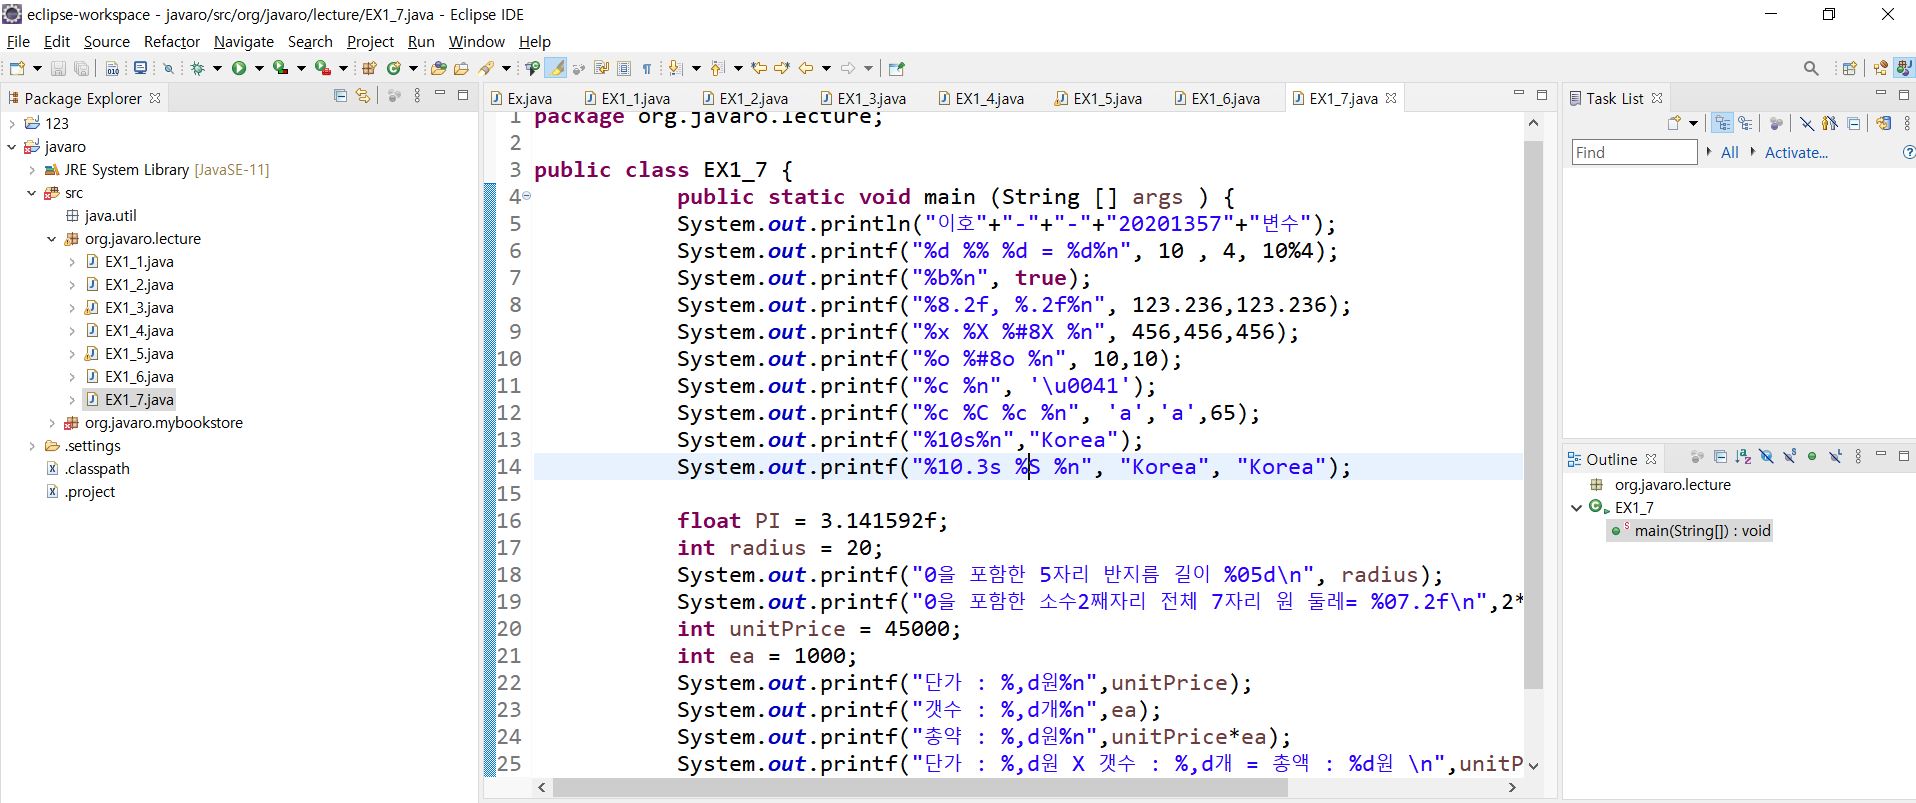 eclipse-workspace - javaro/src/org/javaro/lecture/EX1_7.java - Eclipse IDE
File Edit Source Refactor Navigate Search Project Run Window Help
Package Explorer
123
javaro
JRE System Library [JavaSE-11]
src
java.util
org.javaro.lecture
EX1_1.java
EX1_2.java
EX1_3.java
EX1_4.java
EX1_5.java
EX1_6.java
EX1_7.java
org.javaro.mybookstore
.settings
.classpath
.project
Ex.java EX1_1.java EX1_2.java EX1_3.java EX1_4.java EX1_5.java EX1_6.java EX1_7.java
1 package org.javaro.lecture;
2
3 public class EX1_7 {
4 public static void main (String [] args ) {
5 System.out.println("이호"+"-"+"-"+"20201357"+"변수");
6 System.out.printf("%d %% %d = %d%n", 10 , 4, 10%4);
7 System.out.printf("%b%n", true);
8 System.out.printf("%8.2f, %.2f%n", 123.236,123.236);
9 System.out.printf("%x %X %#8X %n", 456,456,456);
10 System.out.printf("%o %#8o %n", 10,10);
11 System.out.printf("%c %n", '\u0041');
12 System.out.printf("%c %C %c %n", 'a','a',65);
13 System.out.printf("%10s%n","Korea");
14 System.out.printf("%10.3s %S %n", "Korea", "Korea");
15
16 float PI = 3.141592f;
17 int radius = 20;
18 System.out.printf("0을 포함한 5자리 반지름 길이 %05d\n", radius);
19 System.out.printf("0을 포함한 소수2째자리 전체 7자리 원 둘레= %07.2f\n",2*
20 int unitPrice = 45000;
21 int ea = 1000;
22 System.out.printf("단가 : %,d원%n",unitPrice);
23 System.out.printf("갯수 : %,d개%n",ea);
24 System.out.printf("총약 : %,d원%n",unitPrice*ea);
25 System.out.printf("단가 : %,d원 X 갯수 : %,d개 = 총액 : %d원 \n",unitP
Task List
Find All Activate...
Outline
org.javaro.lecture
EX1_7
main(String[]) : void